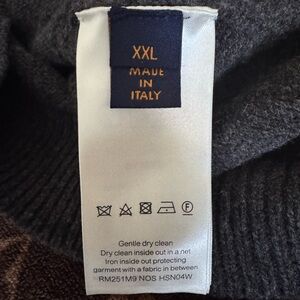 XXL
MADE
IN
ITALY
F
Gentle dry clean
Dry clean inside out in a net
Iron inside out protecting
garment with a fabric in between
RM251M9 NOS HSN04W